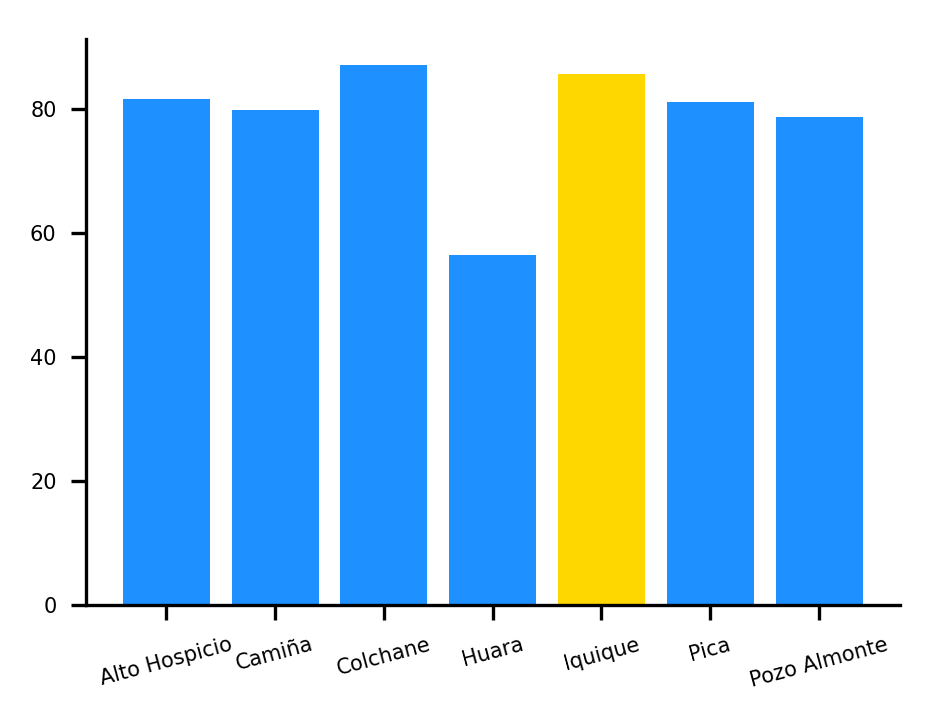 80
60
40
20
0
Alto Hospicio
Camiña
Colchane
Huara
Iquique
Pica
Pozo Almonte